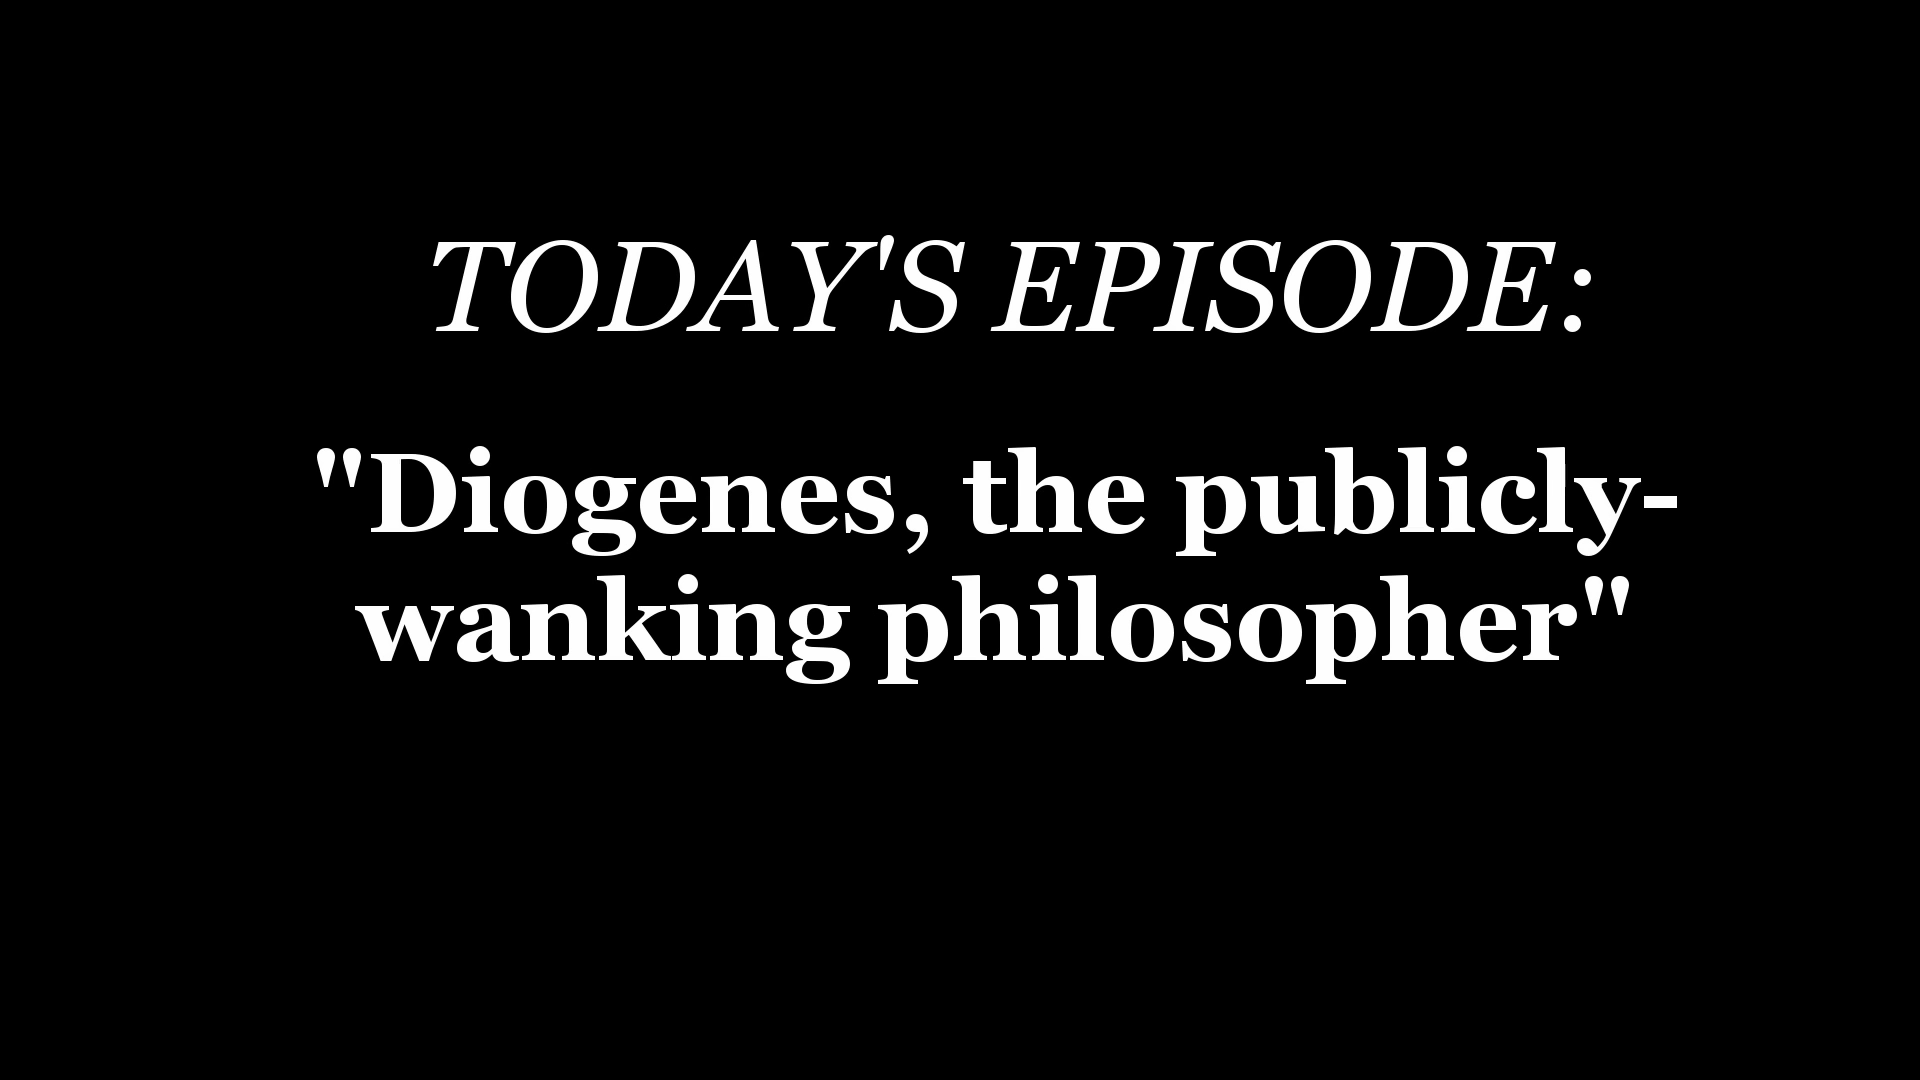 TODAY'S EPISODE:
"Diogenes, the publicly-
wanking philosopher"